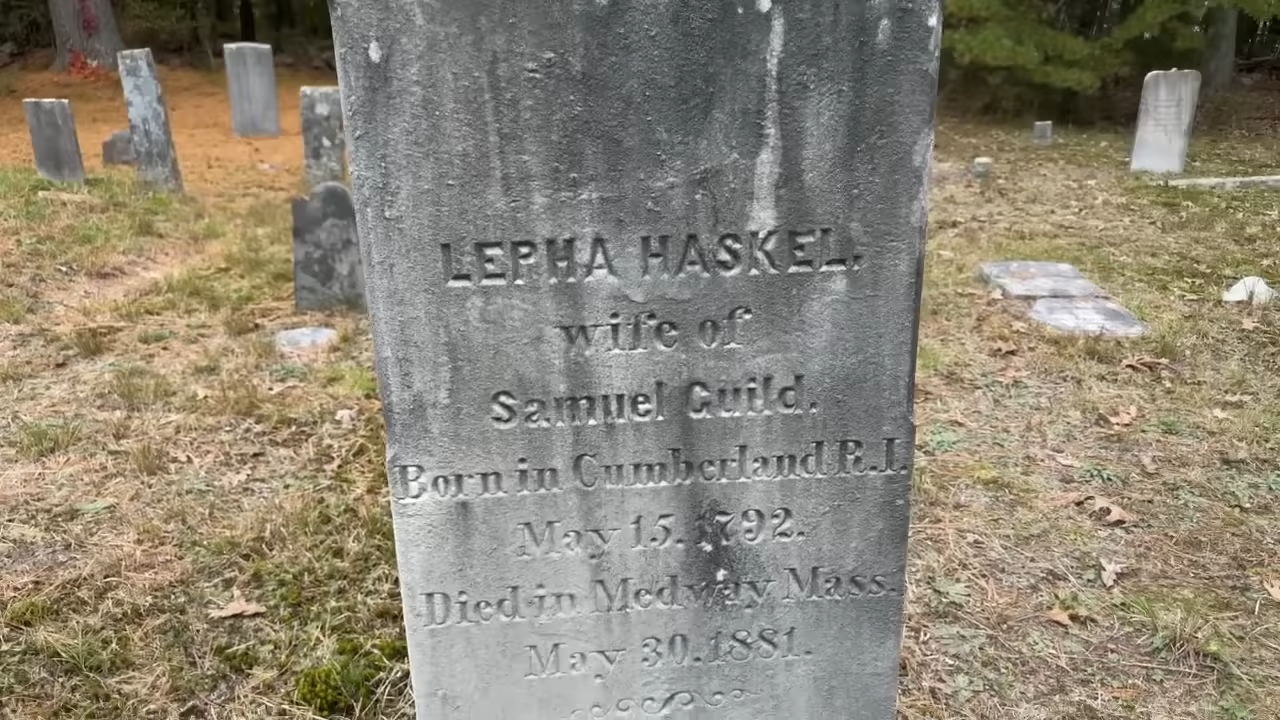 LEPHA HASKEL.
wife of
Samuel Guild.
Born in Cumberland R.I.
May 15. 1792.
Died in Medway Mass.
May 30. 1881.